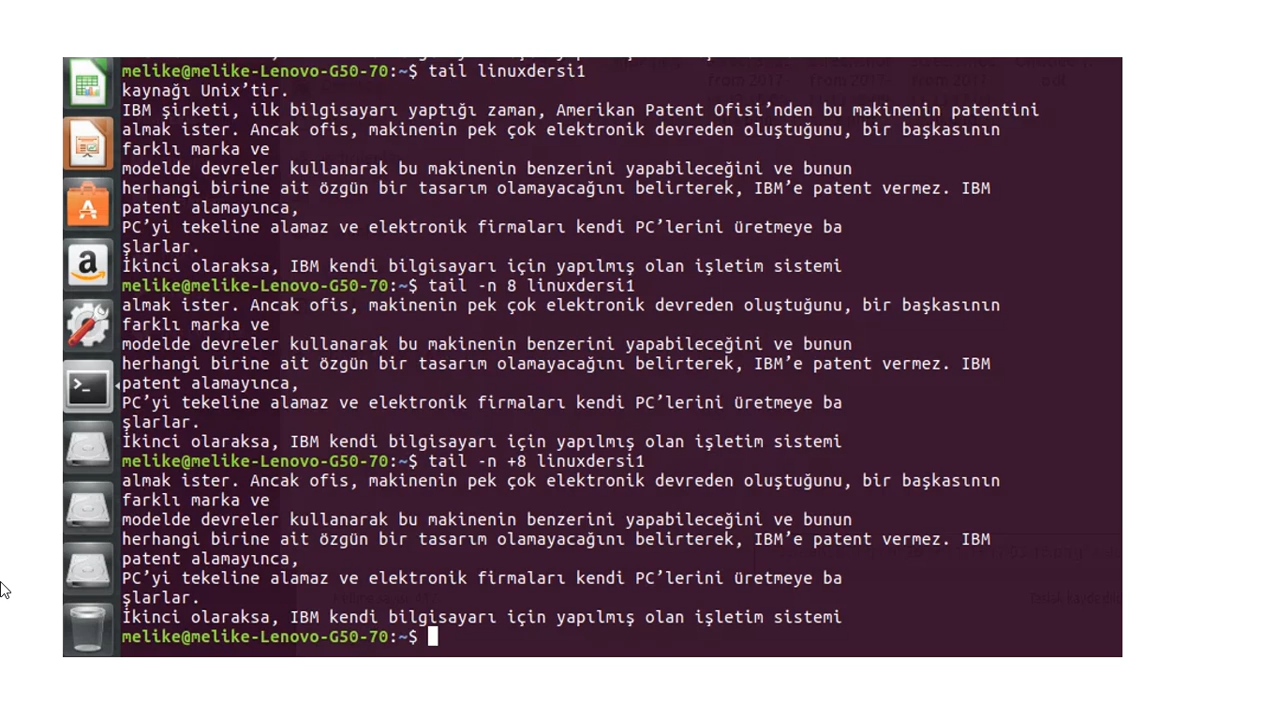 melike@melike-Lenovo-G50-70:~$ tail linuxdersi1
kaynağı Unix’tir.
IBM şirketi, ilk bilgisayarı yaptığı zaman, Amerikan Patent Ofisi’nden bu makinenin patentini
almak ister. Ancak ofis, makinenin pek çok elektronik devreden oluştuğunu, bir başkasının
farklı marka ve
modelde devreler kullanarak bu makinenin benzerini yapabileceğini ve bunun
herhangi birine ait özgün bir tasarım olamayacağını belirterek, IBM’e patent vermez. IBM
patent alamayınca,
PC’yi tekeline alamaz ve elektronik firmaları kendi PC’lerini üretmeye ba
şlarlar.
İkinci olaraksa, IBM kendi bilgisayarı için yapılmış olan işletim sistemi
melike@melike-Lenovo-G50-70:~$ tail -n 8 linuxdersi1
almak ister. Ancak ofis, makinenin pek çok elektronik devreden oluştuğunu, bir başkasının
farklı marka ve
modelde devreler kullanarak bu makinenin benzerini yapabileceğini ve bunun
herhangi birine ait özgün bir tasarım olamayacağını belirterek, IBM’e patent vermez. IBM
patent alamayınca,
PC’yi tekeline alamaz ve elektronik firmaları kendi PC’lerini üretmeye ba
şlarlar.
İkinci olaraksa, IBM kendi bilgisayarı için yapılmış olan işletim sistemi
melike@melike-Lenovo-G50-70:~$ tail -n +8 linuxdersi1
almak ister. Ancak ofis, makinenin pek çok elektronik devreden oluştuğunu, bir başkasının
farklı marka ve
modelde devreler kullanarak bu makinenin benzerini yapabileceğini ve bunun
herhangi birine ait özgün bir tasarım olamayacağını belirterek, IBM’e patent vermez. IBM
patent alamayınca,
PC’yi tekeline alamaz ve elektronik firmaları kendi PC’lerini üretmeye ba
şlarlar.
İkinci olaraksa, IBM kendi bilgisayarı için yapılmış olan işletim sistemi
melike@melike-Lenovo-G50-70:~$